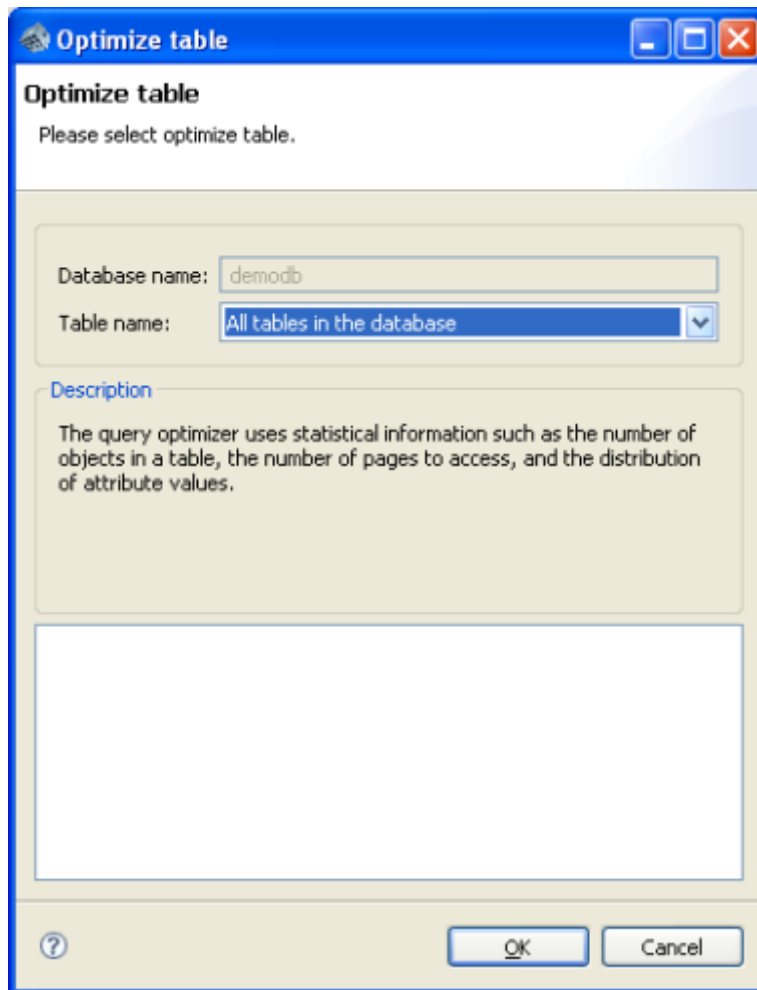 Optimize table
Optimize table
Please select optimize table.
Database name: demodb
Table name: All tables in the database
Description
The query optimizer uses statistical information such as the number of
objects in a table, the number of pages to access, and the distribution
of attribute values.
? OK Cancel